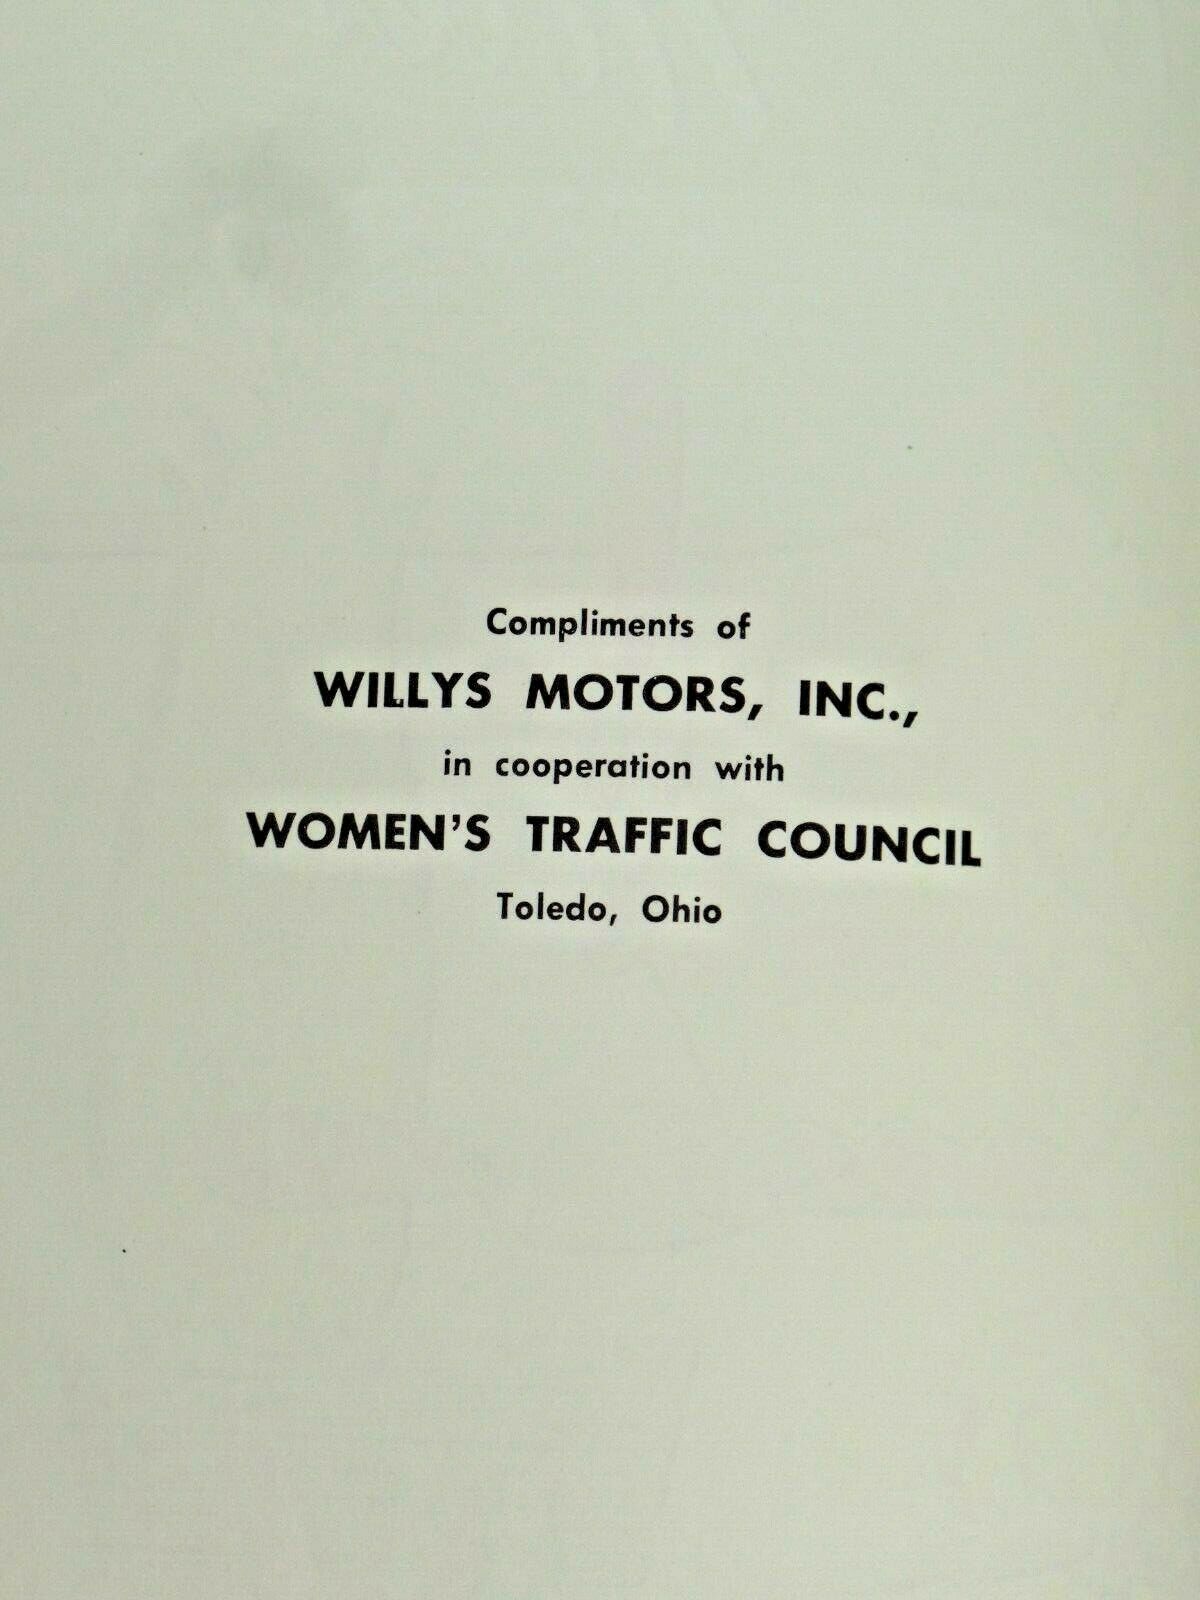 Compliments of
WILLYS MOTORS, INC.,
in cooperation with
WOMEN'S TRAFFIC COUNCIL
Toledo, Ohio